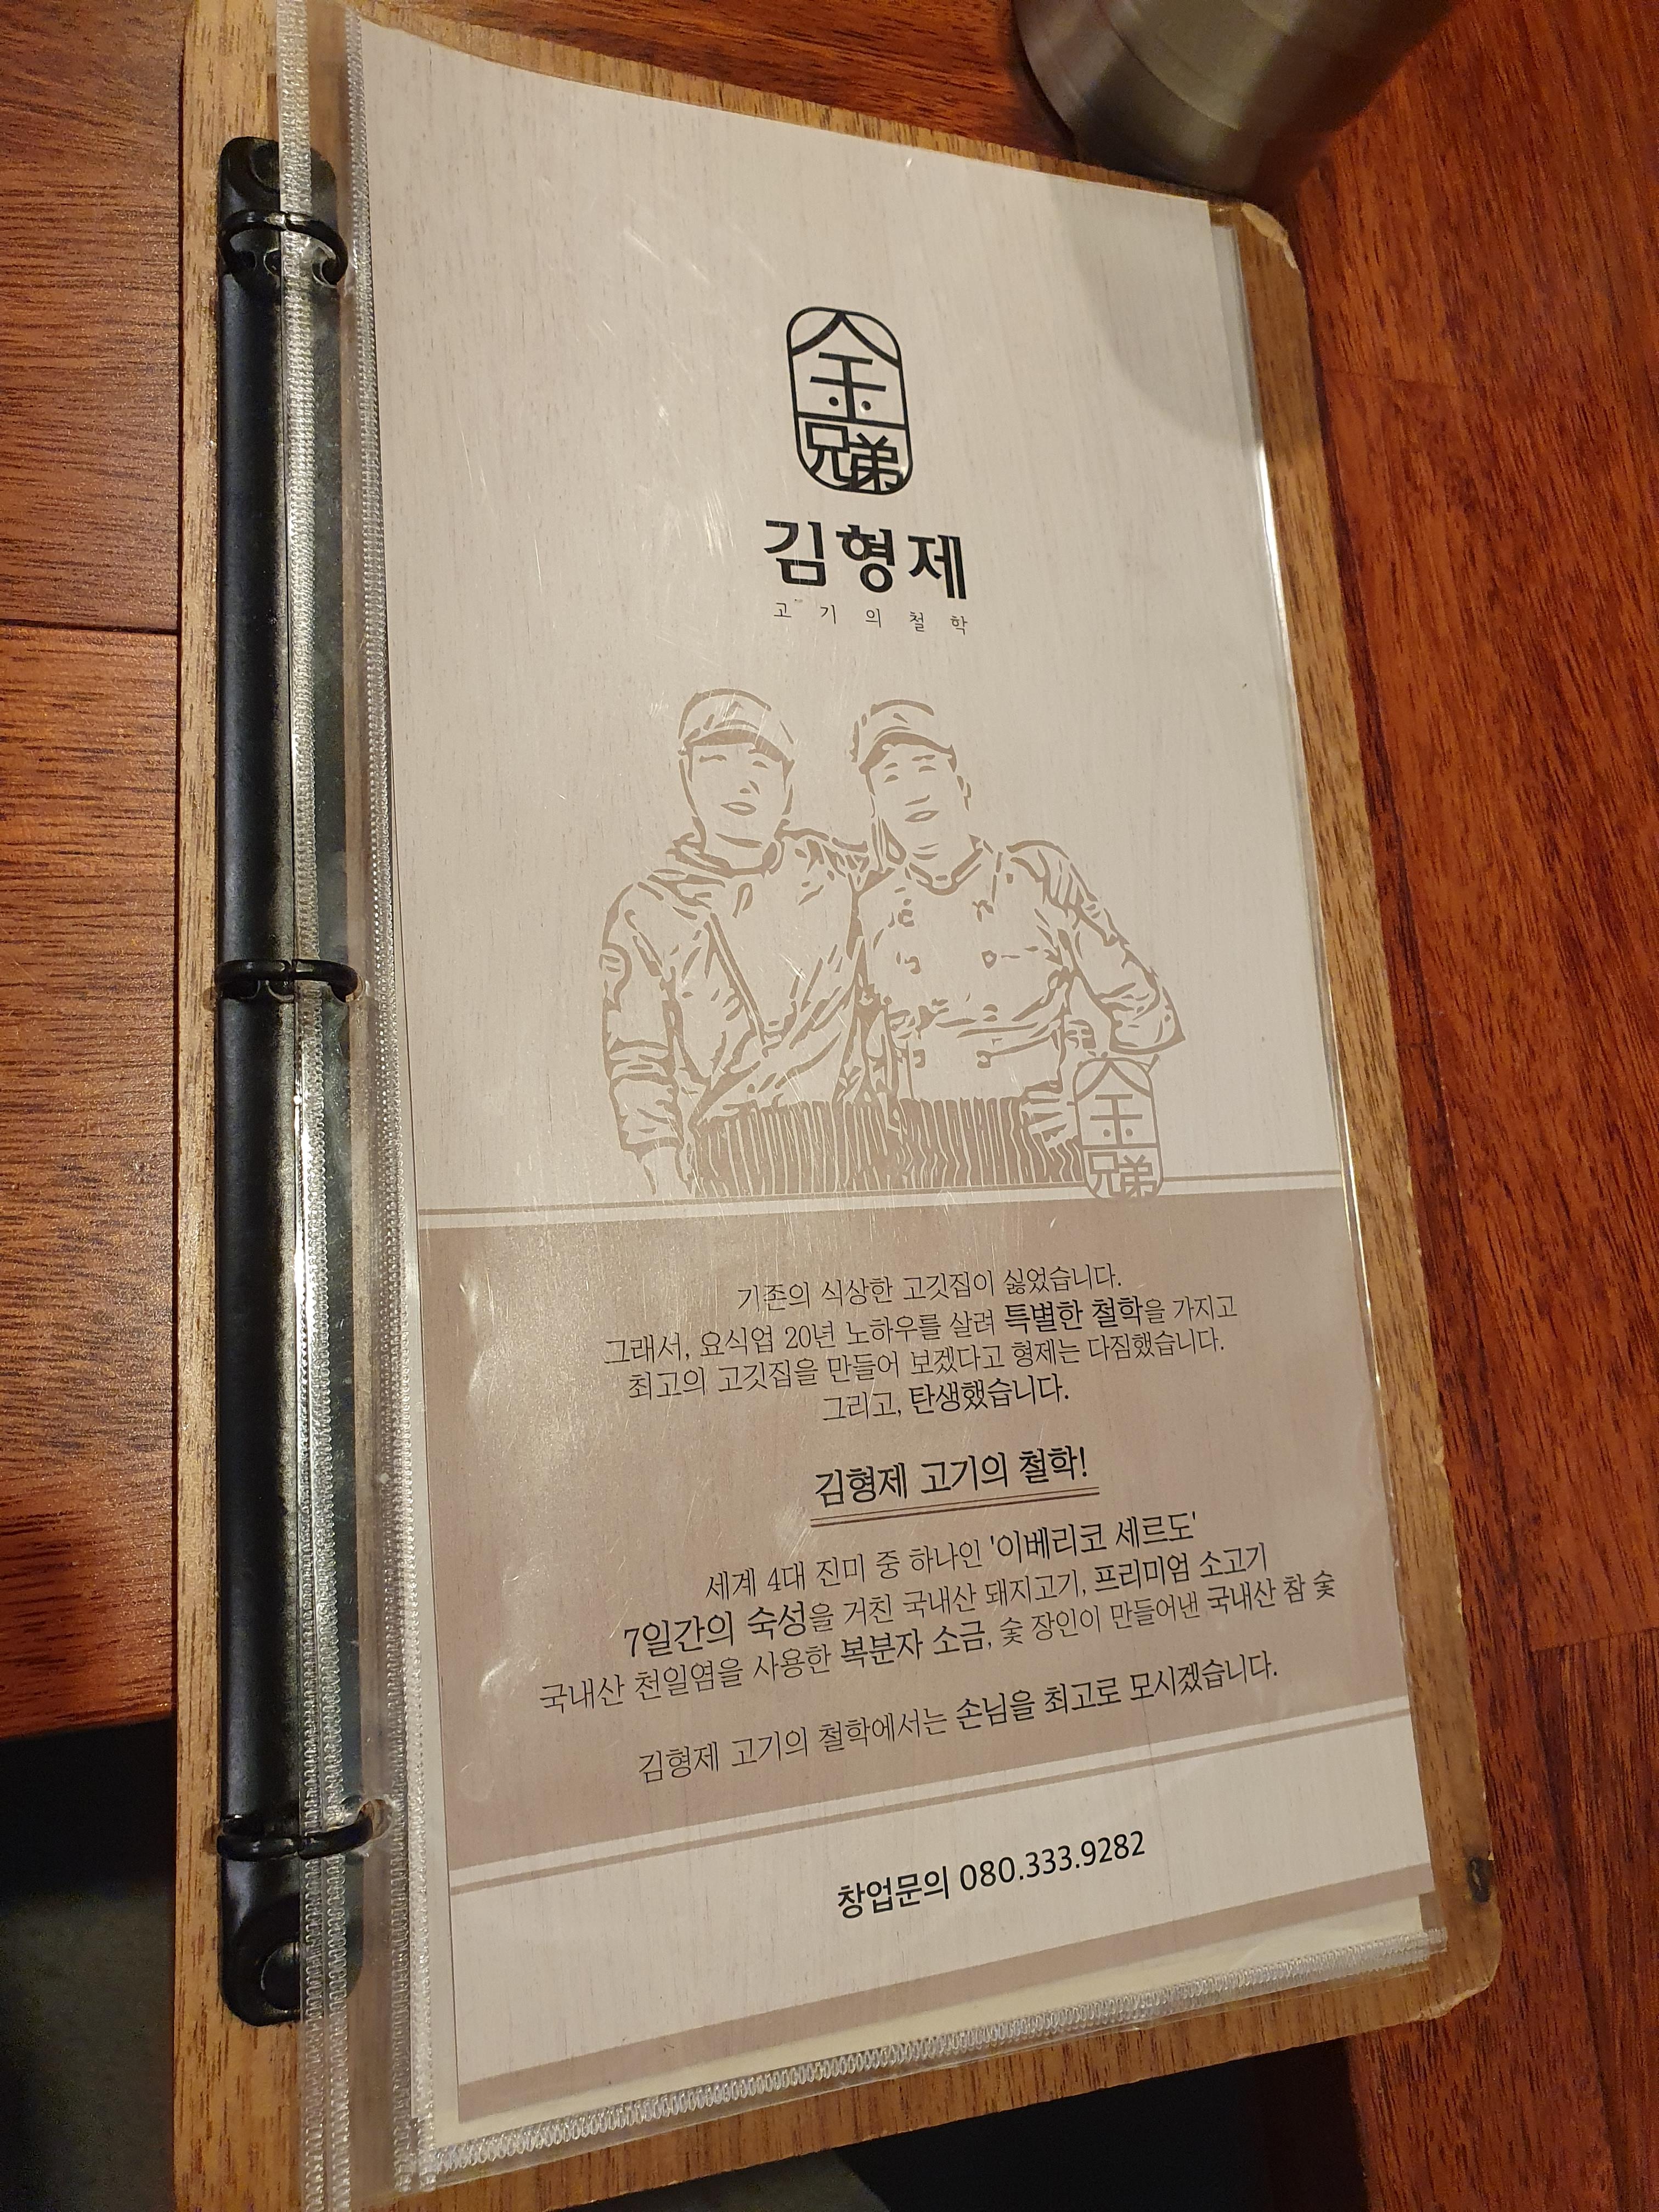 金
兄弟
김형제
고기의철학
金
兄弟
기존의 식상한 고깃집이 싫었습니다.
그래서, 요식업 20년 노하우를 살려 특별한 철학을 가지고
최고의 고깃집을 만들어 보겠다고 형제는 다짐했습니다.
그리고, 탄생했습니다.
김형제 고기의 철학!
세계 4대 진미 중 하나인 '이베리코 세르도'
7일간의 숙성을 거친 국내산 돼지고기, 프리미엄 소고기
국내산 천일염을 사용한 복분자 소금, 숯 장인이 만들어낸 국내산 참 숯
김형제 고기의 철학에서는 손님을 최고로 모시겠습니다.
창업문의 080.333.9282